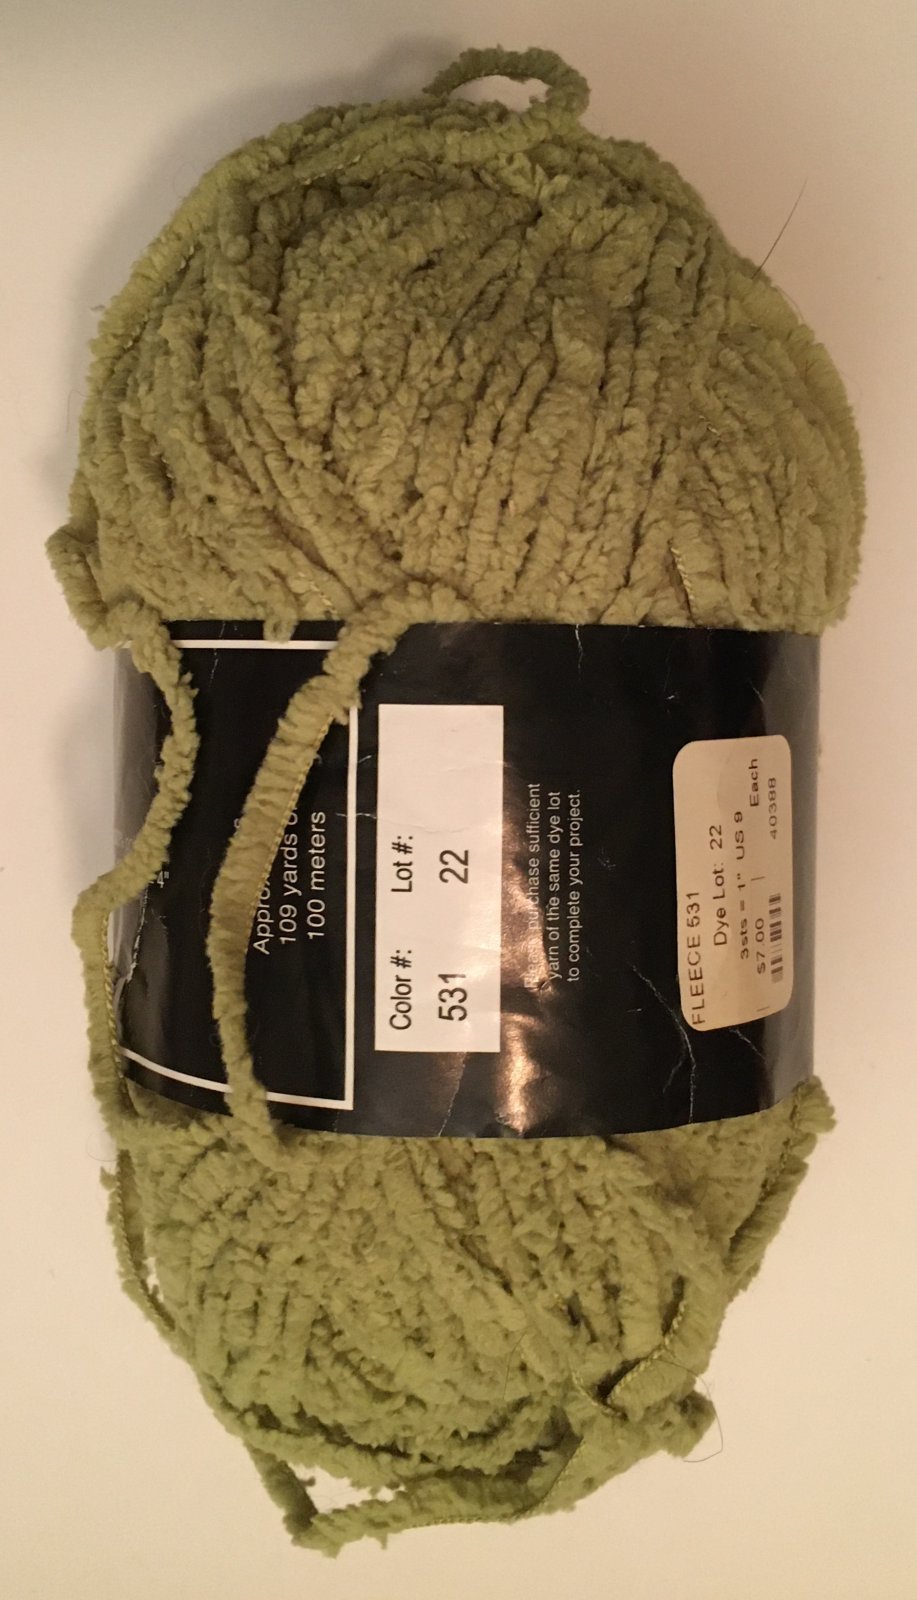 109 yards
100 meters
Color #: Lot #:
531 22
purchase sufficient
yarn of the same dye lot
to complete your project.
FLEECE 531
Dye Lot: 22
3sts = 1" US 9
$7.00 Each
40388